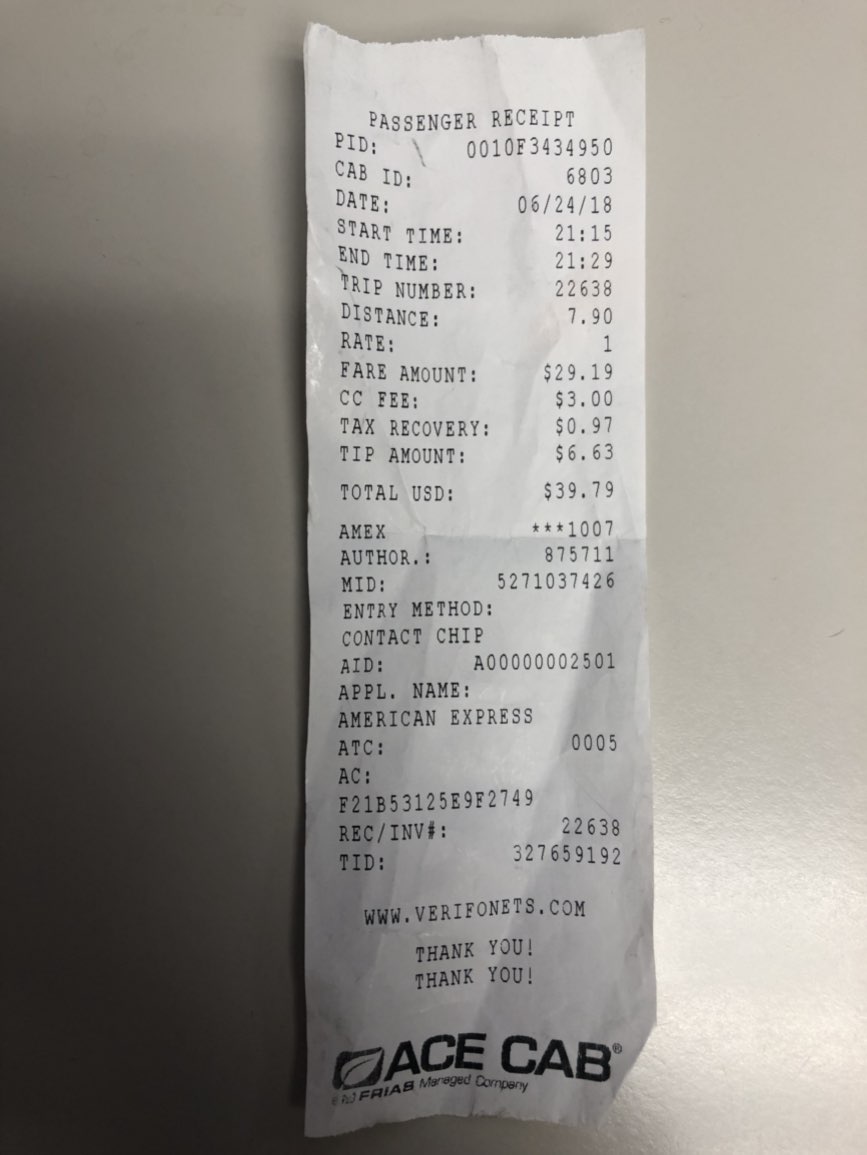 PASSENGER RECEIPT
PID: 0010F3434950
CAB ID: 6803
DATE: 06/24/18
START TIME: 21:15
END TIME: 21:29
TRIP NUMBER: 22638
DISTANCE: 7.90
RATE: 1
FARE AMOUNT: $29.19
CC FEE: $3.00
TAX RECOVERY: $0.97
TIP AMOUNT: $6.63
TOTAL USD: $39.79
AMEX ***1007
AUTHOR.: 875711
MID: 5271037426
ENTRY METHOD:
CONTACT CHIP
AID: A00000002501
APPL. NAME:
AMERICAN EXPRESS
ATC: 0005
AC:
F21B53125E9F2749
REC/INV#: 22638
TID: 327659192
WWW.VERIFONETS.COM
THANK YOU!
THANK YOU!
ACE CAB®
FRIAS Managed Company